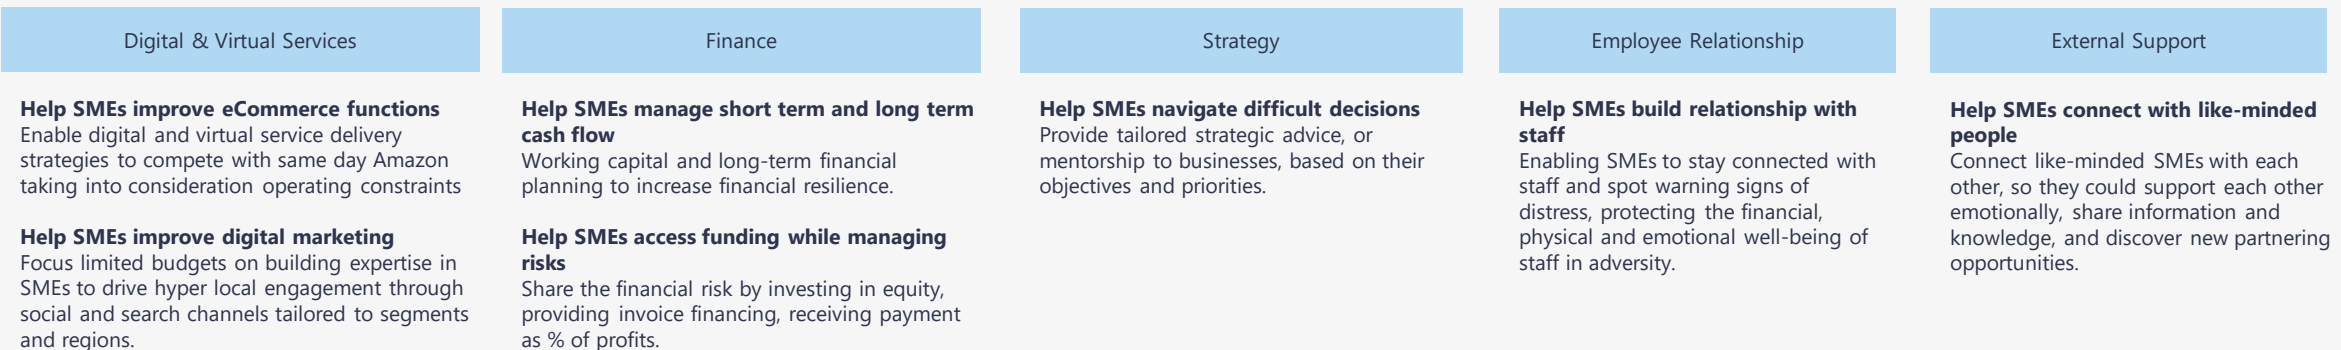 Digital & Virtual Services
Help SMEs improve eCommerce functions
Enable digital and virtual service delivery
strategies to compete with same day Amazon
taking into consideration operating constraints
Help SMEs improve digital marketing
Focus limited budgets on building expertise in
SMEs to drive hyper local engagement through
social and search channels tailored to segments
and regions.
Finance
Help SMEs manage short term and long term
cash flow
Working capital and long-term financial
planning to increase financial resilience.
Help SMEs access funding while managing
risks
Share the financial risk by investing in equity,
providing invoice financing, receiving payment
as % of profits.
Strategy
Help SMEs navigate difficult decisions
Provide tailored strategic advice, or
mentorship to businesses, based on their
objectives and priorities.
Employee Relationship
Help SMEs build relationship with
staff
Enabling SMEs to stay connected with
staff and spot warning signs of
distress, protecting the financial,
physical and emotional well-being of
staff in adversity.
External Support
Help SMEs connect with like-minded
people
Connect like-minded SMEs with each
other, so they could support each other
emotionally, share information and
knowledge, and discover new partnering
opportunities.